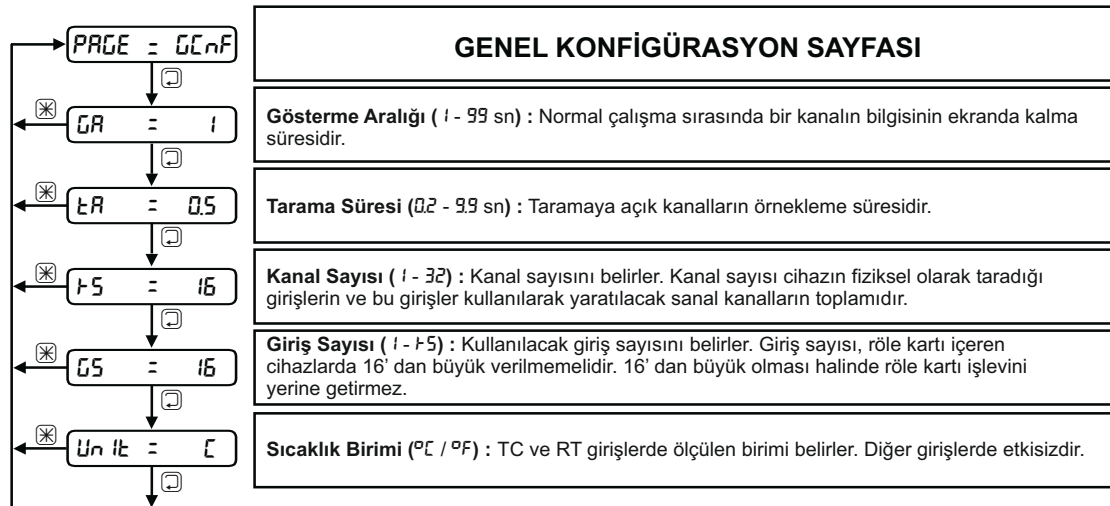 PAGE = GCnF
GENEL KONFİGÜRASYON SAYFASI
GA = 1
Gösterme Aralığı ( 1 - 99 sn) : Normal çalışma sırasında bir kanalın bilgisinin ekranda kalma
süresidir.
tA = 0.5
Tarama Süresi (0.2 - 9.9 sn) : Taramaya açık kanalların örnekleme süresidir.
kS = 16
Kanal Sayısı ( 1 - 32) : Kanal sayısını belirler. Kanal sayısı cihazın fiziksel olarak taradığı
girişlerin ve bu girişler kullanılarak yaratılacak sanal kanalların toplamıdır.
GS = 16
Giriş Sayısı ( 1 - kS) : Kullanılacak giriş sayısını belirler. Giriş sayısı, röle kartı içeren
cihazlarda 16’ dan büyük verilmemelidir. 16’ dan büyük olması halinde röle kartı işlevini
yerine getirmez.
Unit = C
Sıcaklık Birimi (°C / °F) : TC ve RT girişlerde ölçülen birimi belirler. Diğer girişlerde etkisizdir.